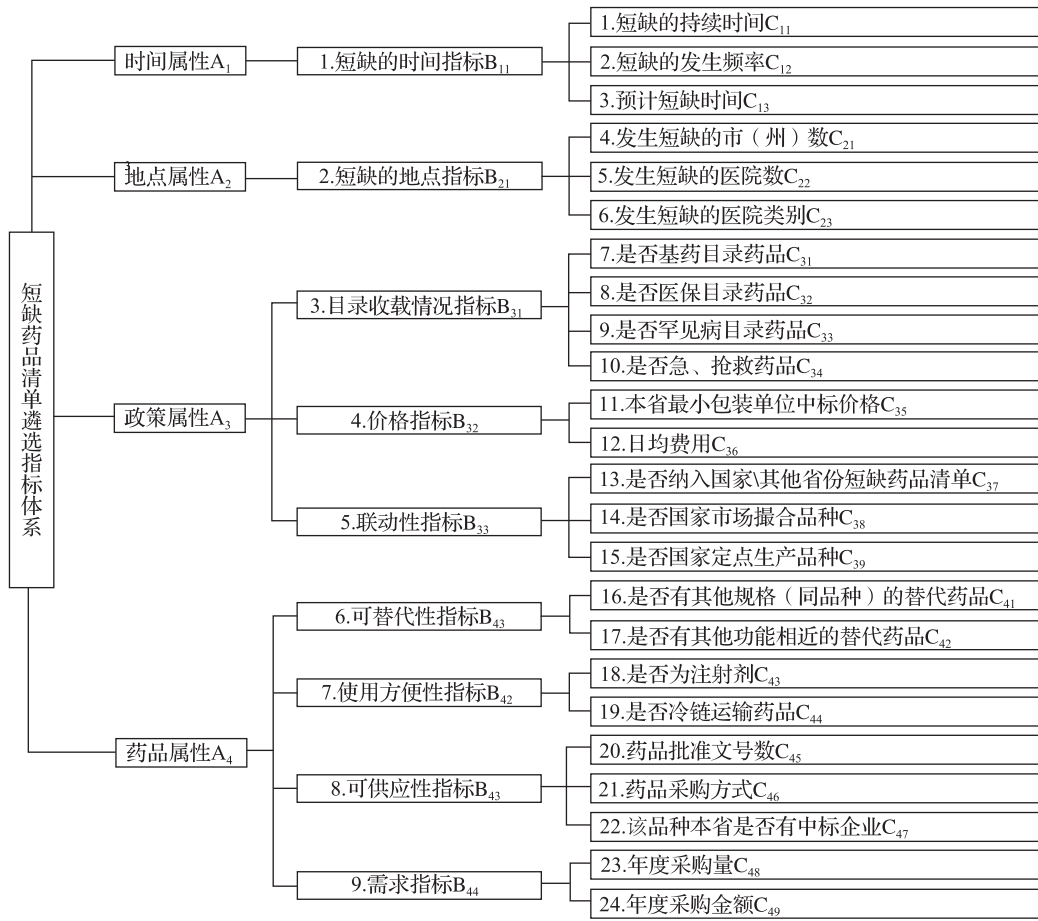 短缺药品清单遴选指标体系
时间属性A₁
1.短缺的时间指标B₁₁
1.短缺的持续时间C₁₁
2.短缺的发生频率C₁₂
3.预计短缺时间C₁₃
3
地点属性A₂
2.短缺的地点指标B₂₁
4.发生短缺的市（州）数C₂₁
5.发生短缺的医院数C₂₂
6.发生短缺的医院类别C₂₃
政策属性A₃
3.目录收载情况指标B₃₁
7.是否基药目录药品C₃₁
8.是否医保目录药品C₃₂
9.是否罕见病目录药品C₃₃
10.是否急、抢救药品C₃₄
4.价格指标B₃₂
11.本省最小包装单位中标价格C₃₅
12.日均费用C₃₆
5.联动性指标B₃₃
13.是否纳入国家\其他省份短缺药品清单C₃₇
14.是否国家市场撮合品种C₃₈
15.是否国家定点生产品种C₃₉
药品属性A₄
6.可替代性指标B₄₃
16.是否有其他规格（同品种）的替代药品C₄₁
17.是否有其他功能相近的替代药品C₄₂
7.使用方便性指标B₄₂
18.是否为注射剂C₄₃
19.是否冷链运输药品C₄₄
8.可供应性指标B₄₃
20.药品批准文号数C₄₅
21.药品采购方式C₄₆
22.该品种本省是否有中标企业C₄₇
9.需求指标B₄₄
23.年度采购量C₄₈
24.年度采购金额C₄₉